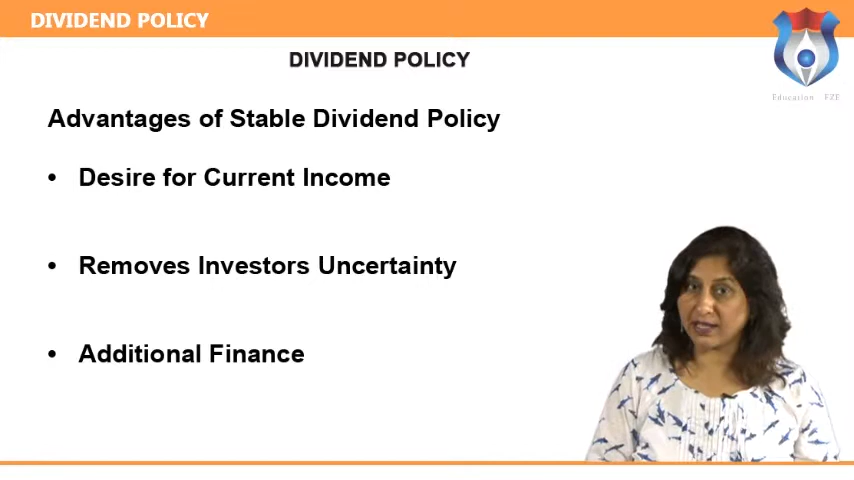 DIVIDEND POLICY
DIVIDEND POLICY
Education FZE
Advantages of Stable Dividend Policy
• Desire for Current Income
• Removes Investors Uncertainty
• Additional Finance